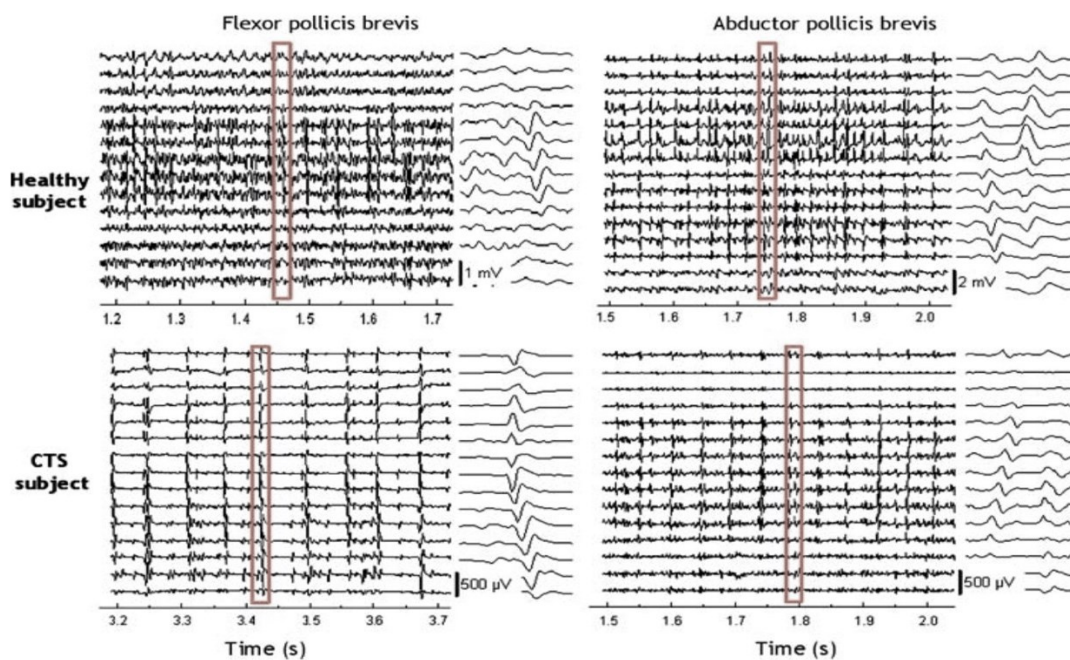 Flexor pollicis brevis
Abductor pollicis brevis
Healthy subject
1 mV
2 mV
1.2 1.3 1.4 1.5 1.6 1.7
1.5 1.6 1.7 1.8 1.9 2.0
CTS subject
500 µV
500 µV
3.2 3.3 3.4 3.5 3.6 3.7
1.5 1.6 1.7 1.8 1.9 2.0
Time (s)
Time (s)